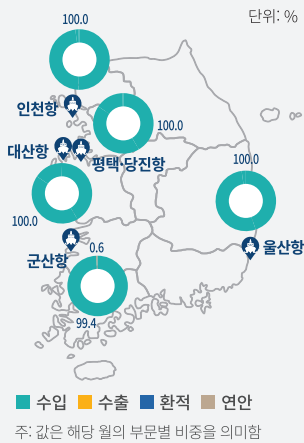 단위: %
100.0
인천항
100.0
대산항
평택·당진항
100.0
100.0
울산항
군산항
0.6
99.4
수입 수출 환적 연안
주: 값은 해당 월의 부문별 비중을 의미함